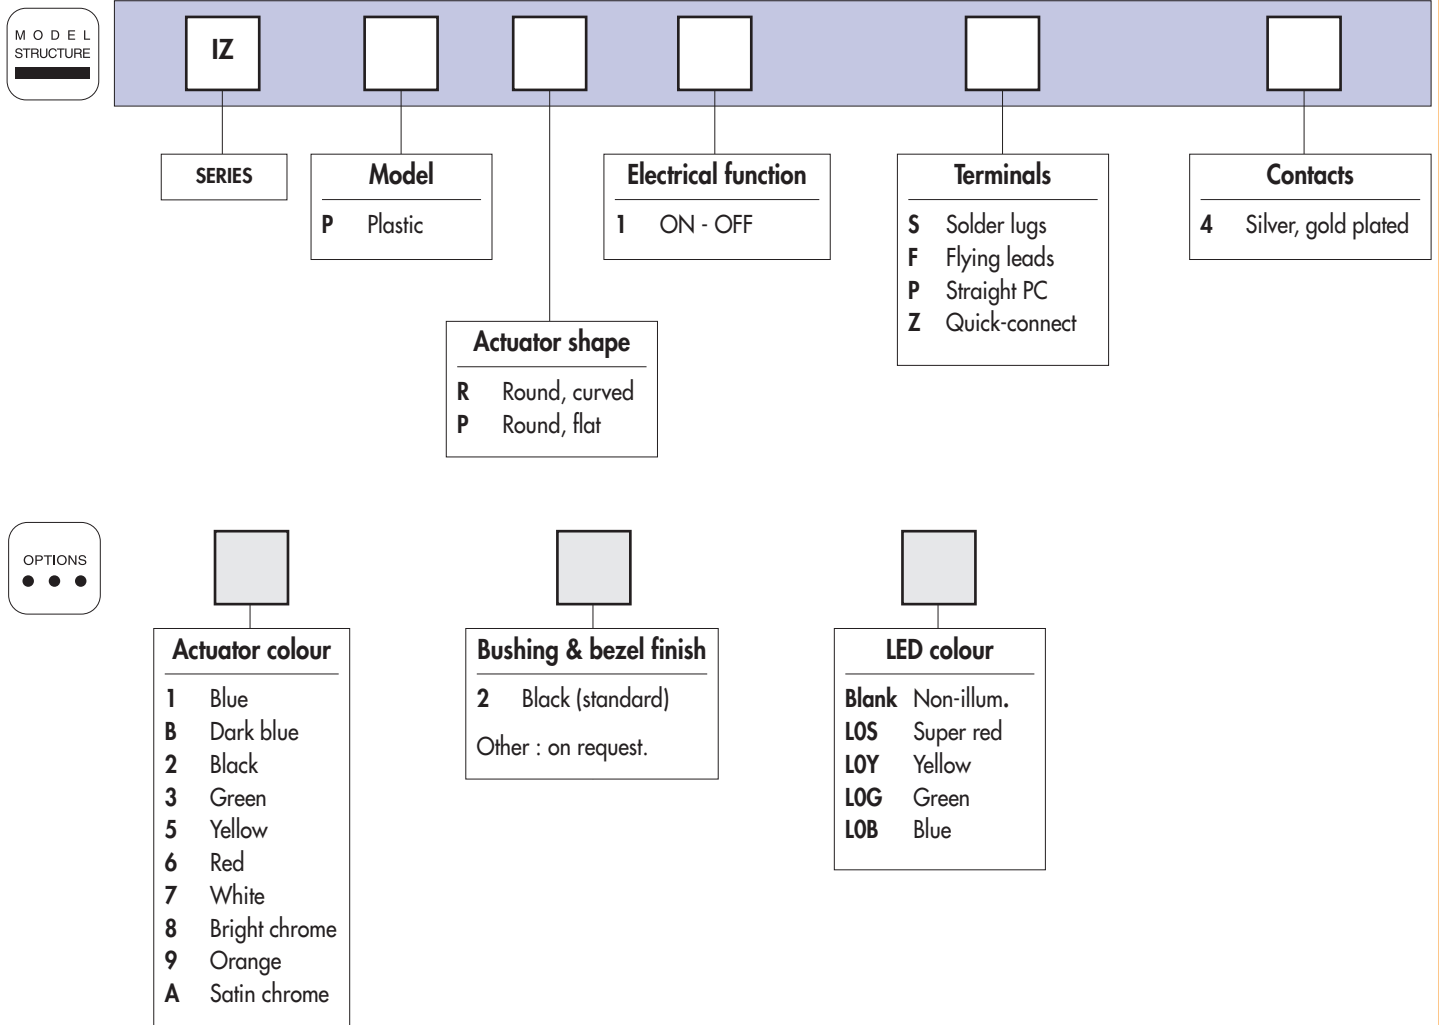 MODEL
STRUCTURE
IZ
SERIES
Model
P Plastic
Electrical function
1 ON - OFF
Terminals
S Solder lugs
F Flying leads
P Straight PC
Z Quick-connect
Contacts
4 Silver, gold plated
Actuator shape
R Round, curved
P Round, flat
OPTIONS
Actuator colour
1 Blue
B Dark blue
2 Black
3 Green
5 Yellow
6 Red
7 White
8 Bright chrome
9 Orange
A Satin chrome
Bushing & bezel finish
2 Black (standard)
Other : on request.
LED colour
Blank Non-illum.
L0S Super red
L0Y Yellow
L0G Green
L0B Blue